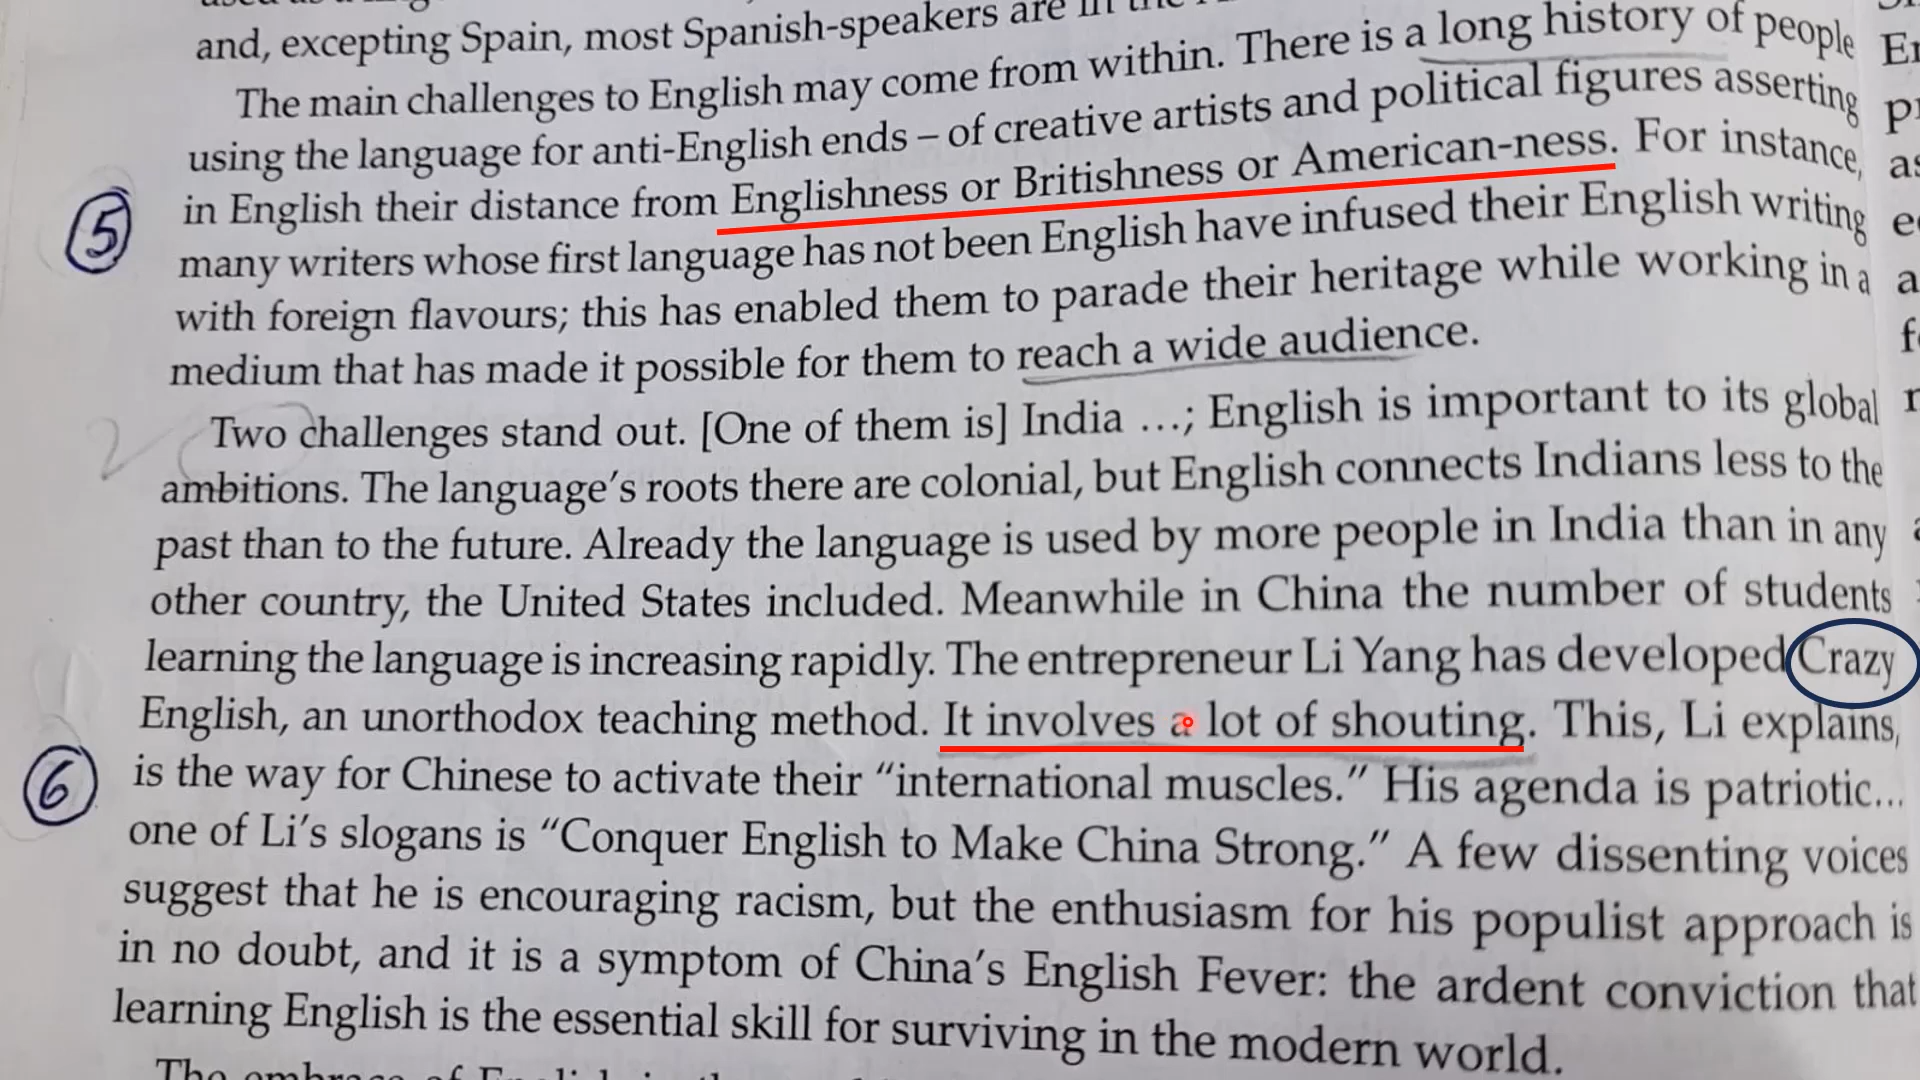 and, excepting Spain, most Spanish-speakers are in the
The main challenges to English may come from within. There is a long history of people
using the language for anti-English ends – of creative artists and political figures asserting
in English their distance from Englishness or Britishness or American-ness. For instance,
5
many writers whose first language has not been English have infused their English writing
with foreign flavours; this has enabled them to parade their heritage while working in a
medium that has made it possible for them to reach a wide audience.
Two challenges stand out. [One of them is] India …; English is important to its global
ambitions. The language’s roots there are colonial, but English connects Indians less to the
past than to the future. Already the language is used by more people in India than in any
other country, the United States included. Meanwhile in China the number of students
learning the language is increasing rapidly. The entrepreneur Li Yang has developed Crazy
English, an unorthodox teaching method. It involves a lot of shouting. This, Li explains,
6
is the way for Chinese to activate their “international muscles.” His agenda is patriotic...
one of Li’s slogans is “Conquer English to Make China Strong.” A few dissenting voices
suggest that he is encouraging racism, but the enthusiasm for his populist approach is
in no doubt, and it is a symptom of China’s English Fever: the ardent conviction that
learning English is the essential skill for surviving in the modern world.